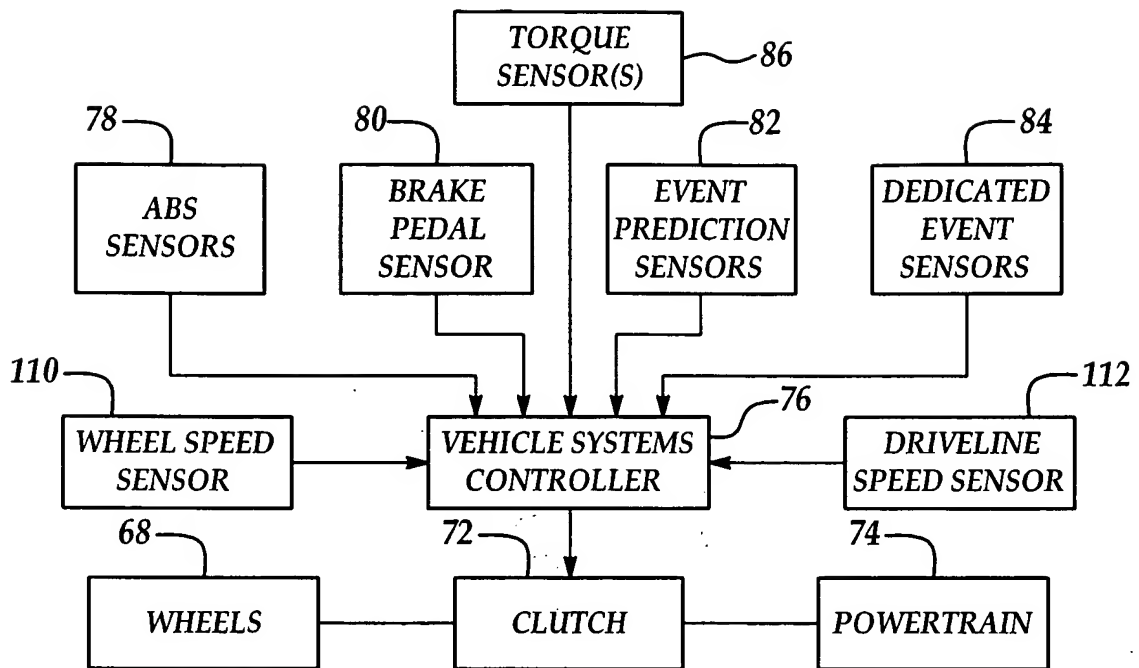 TORQUE
SENSOR(S)
86
78
80
82
84
ABS
SENSORS
BRAKE
PEDAL
SENSOR
EVENT
PREDICTION
SENSORS
DEDICATED
EVENT
SENSORS
110
76
112
WHEEL SPEED
SENSOR
VEHICLE SYSTEMS
CONTROLLER
DRIVELINE
SPEED SENSOR
68
72
74
WHEELS
CLUTCH
POWERTRAIN